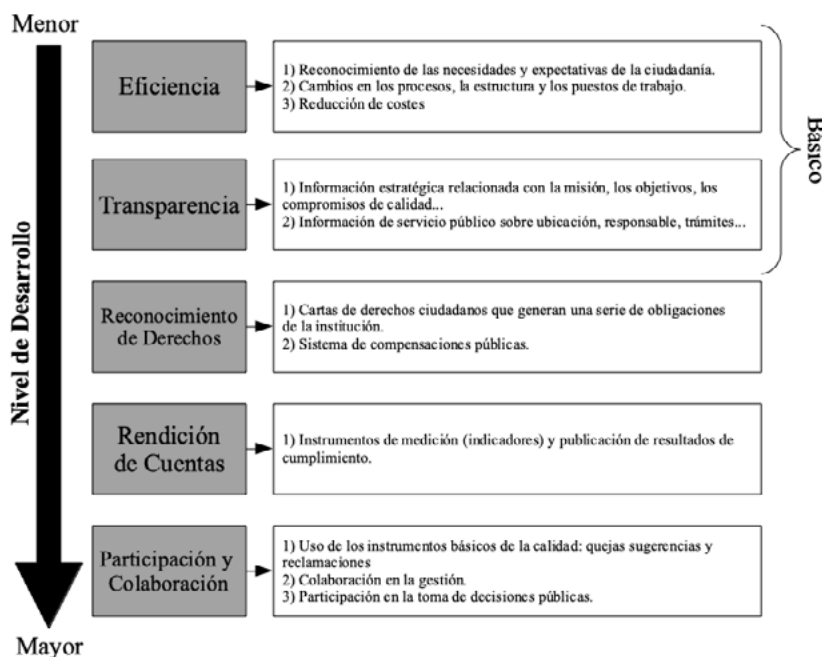 Menor
Eficiencia
1) Reconocimiento de las necesidades y expectativas de la ciudadanía.
2) Cambios en los procesos, la estructura y los puestos de trabajo.
3) Reducción de costes
Básico
Transparencia
1) Información estratégica relacionada con la misión, los objetivos, los
compromisos de calidad...
2) Información de servicio público sobre ubicación, responsable, trámites...
Nivel de Desarrollo
Reconocimiento
de Derechos
1) Cartas de derechos ciudadanos que generan una serie de obligaciones
de la institución.
2) Sistema de compensaciones públicas.
Rendición
de Cuentas
1) Instrumentos de medición (indicadores) y publicación de resultados de
cumplimiento.
Participación y
Colaboración
1) Uso de los instrumentos básicos de la calidad: quejas sugerencias y
reclamaciones
2) Colaboración en la gestión.
3) Participación en la toma de decisiones públicas.
Mayor